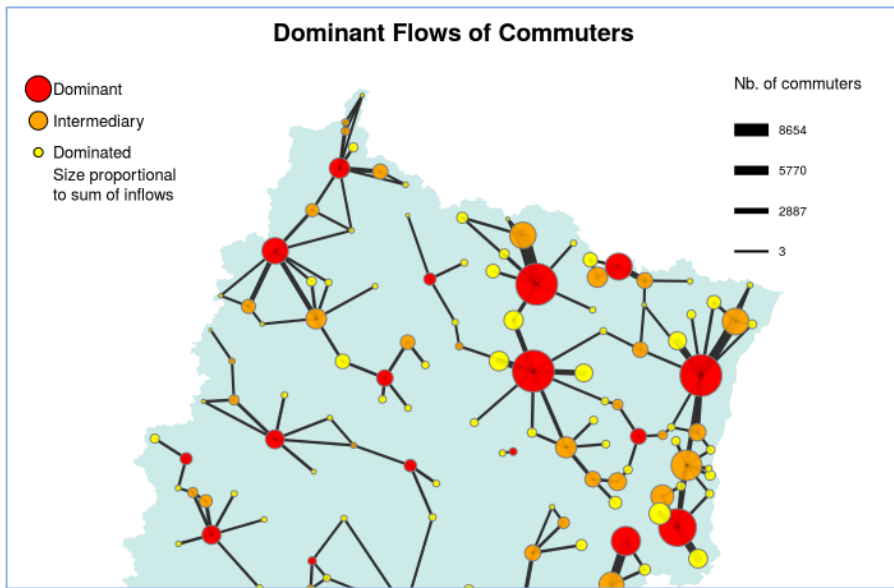 Dominant Flows of Commuters
Dominant
Intermediary
Dominated
Size proportional
to sum of inflows
Nb. of commuters
8654
5770
2887
3